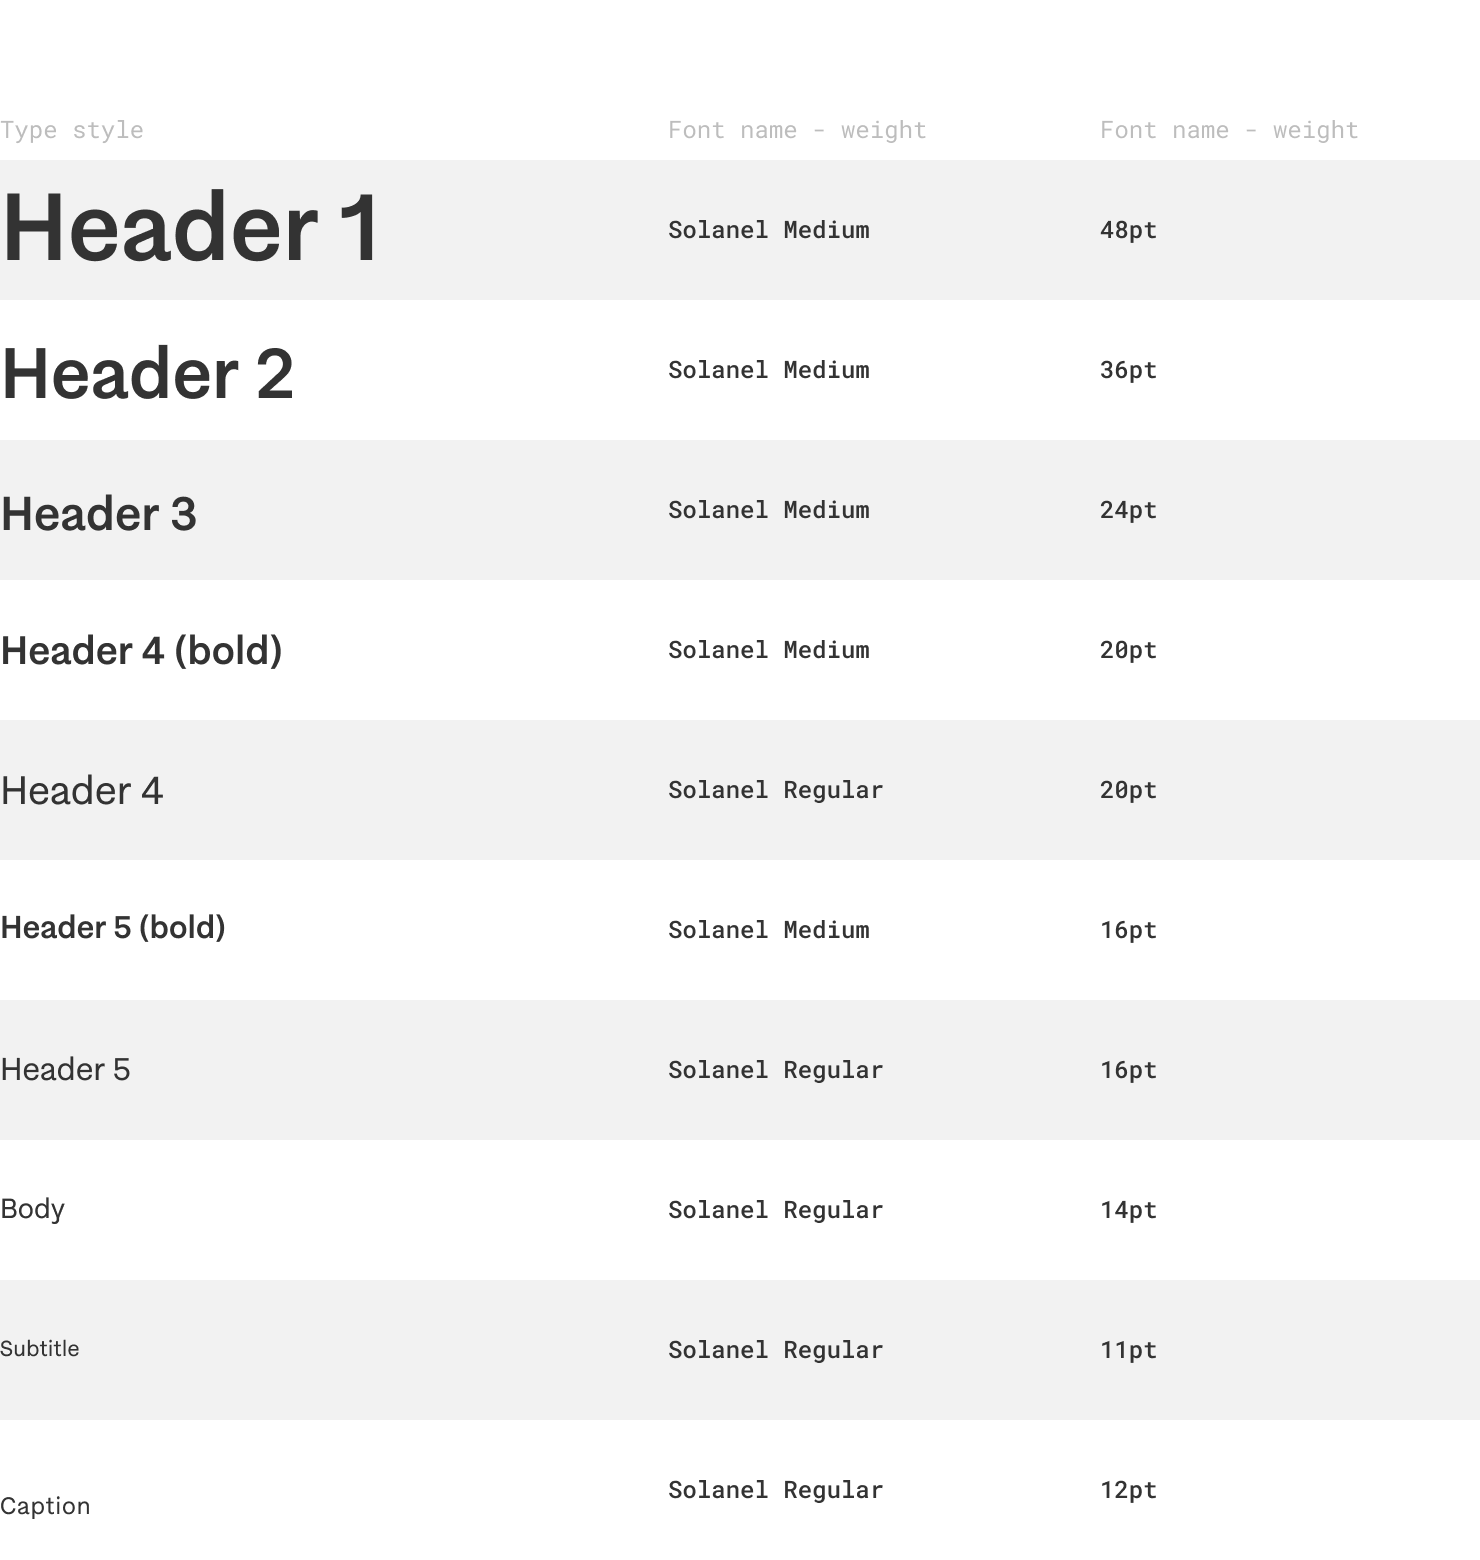 Type style Font name - weight Font name - weight
Header 1 Solanel Medium 48pt
Header 2 Solanel Medium 36pt
Header 3 Solanel Medium 24pt
Header 4 (bold) Solanel Medium 20pt
Header 4 Solanel Regular 20pt
Header 5 (bold) Solanel Medium 16pt
Header 5 Solanel Regular 16pt
Body Solanel Regular 14pt
Subtitle Solanel Regular 11pt
Caption Solanel Regular 12pt